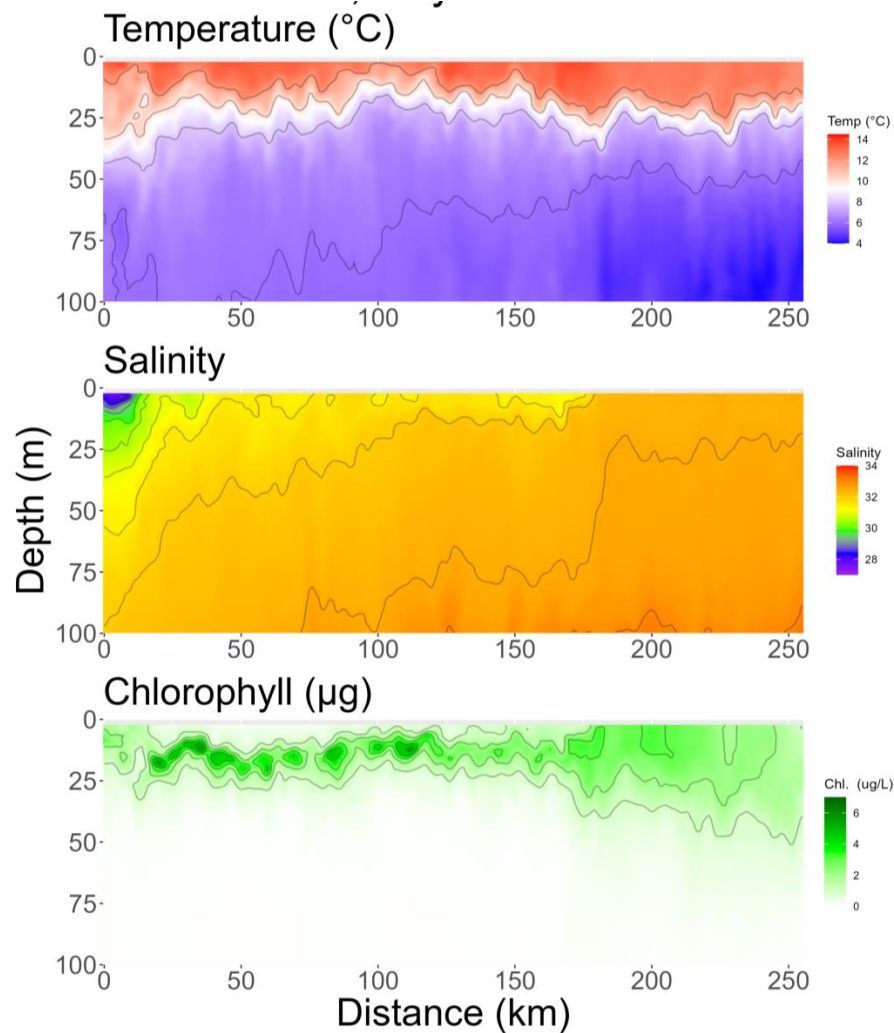 Temperature (°C)
0
25
50
75
100
0 50 100 150 200 250
Temp (°C)
14
12
10
8
6
4
Salinity
0
25
50
75
100
0 50 100 150 200 250
Depth (m)
Salinity
34
32
30
28
Chlorophyll (μg)
0
25
50
75
100
0 50 100 150 200 250
Chl. (ug/L)
6
4
2
0
Distance (km)